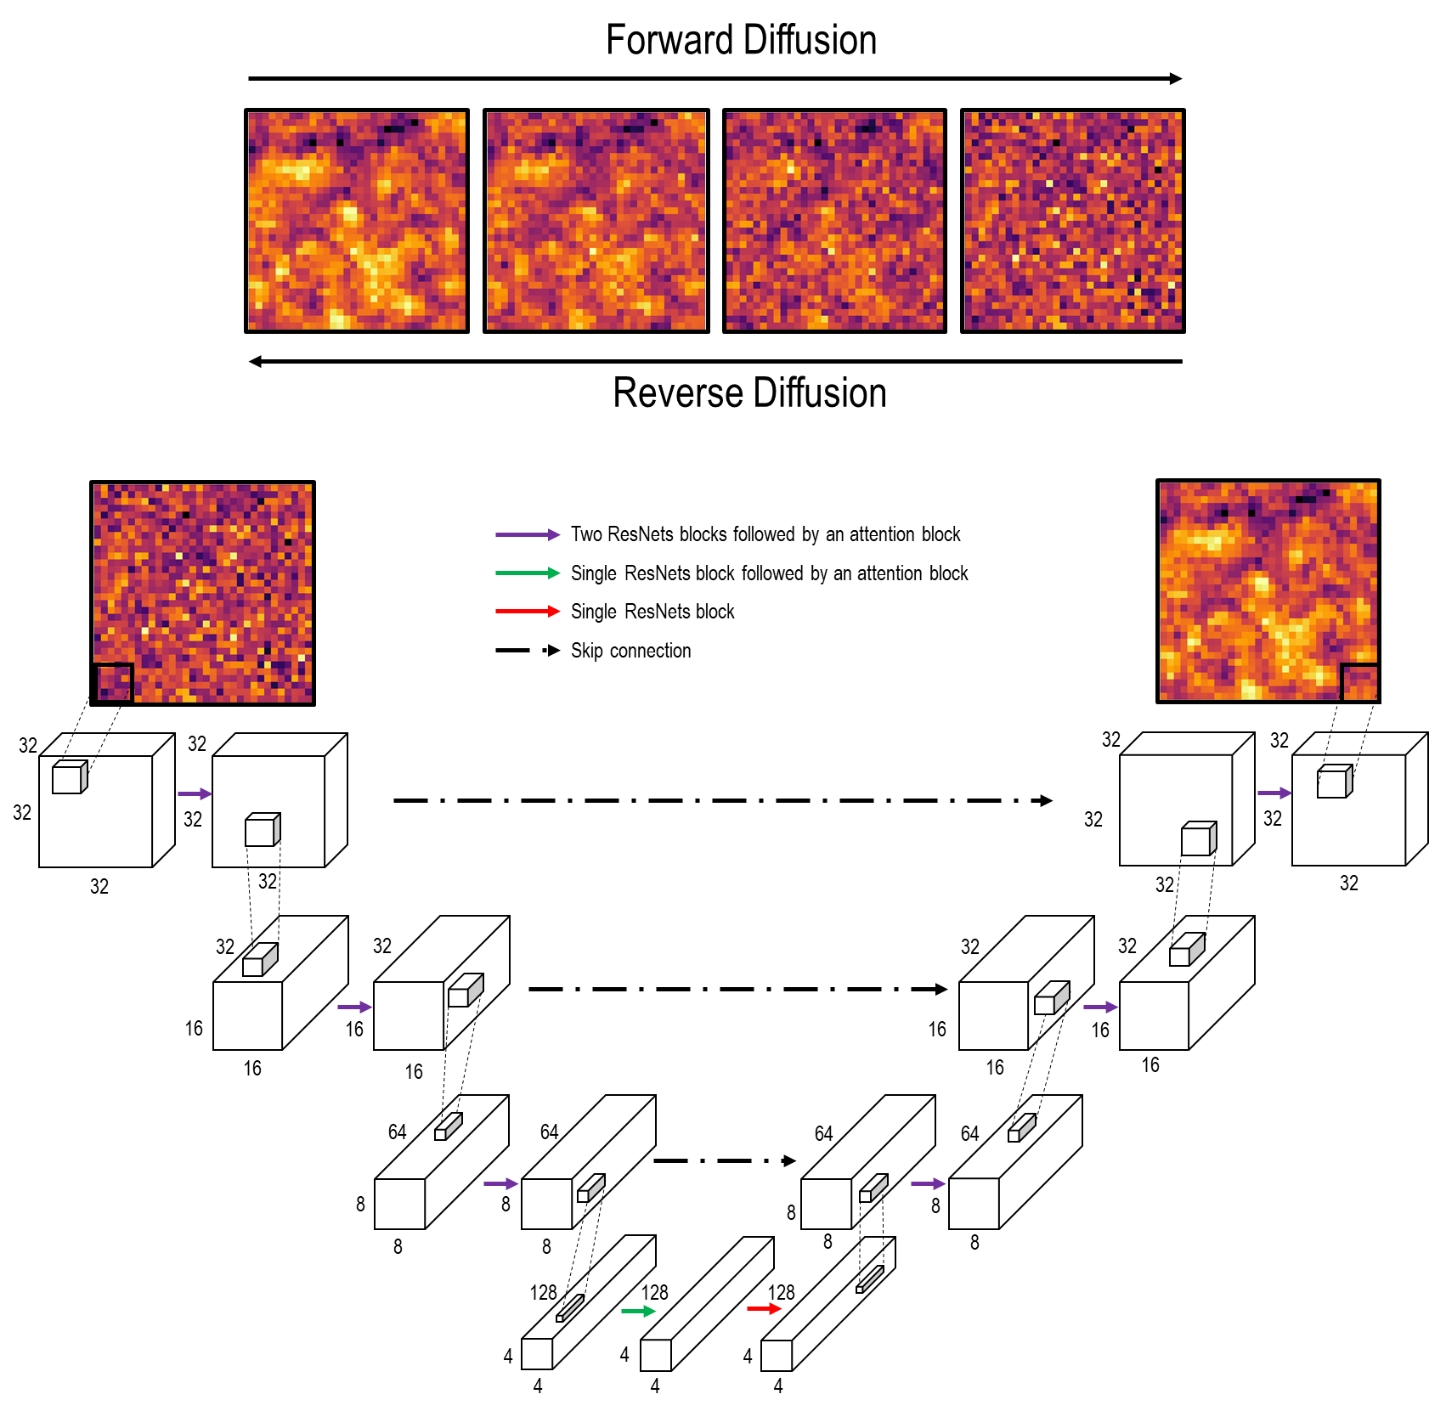 Forward Diffusion
Reverse Diffusion
Two ResNets blocks followed by an attention block
Single ResNets block followed by an attention block
Single ResNets block
Skip connection
32 32 32 32
32 32 32 32
32 32 32 32
32 32 32 32
16 16 16 16
16 16 16 16
64 64 64 64
8 8 8 8
8 8 8 8
128 128 128
4 4 4
4 4 4